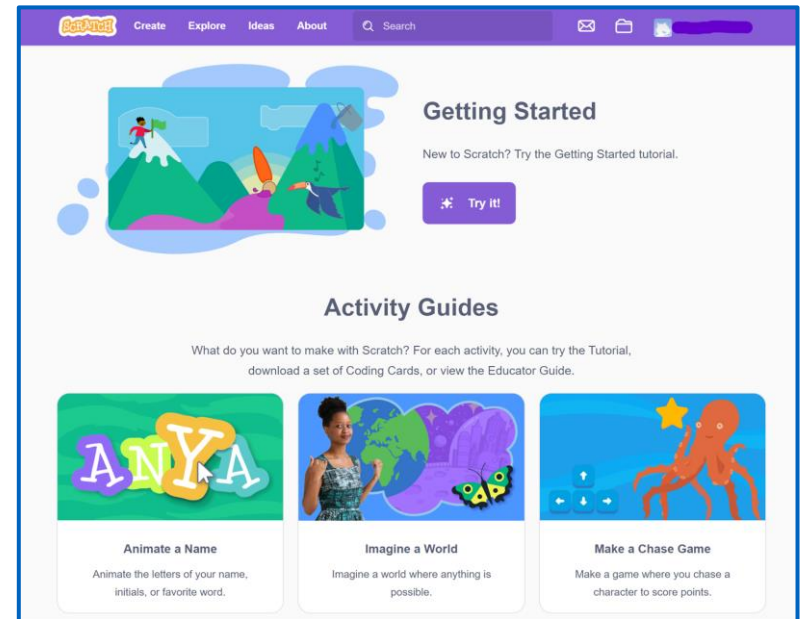 SCRATCH Create Explore Ideas About Search
Getting Started
New to Scratch? Try the Getting Started tutorial.
Try it!
Activity Guides
What do you want to make with Scratch? For each activity, you can try the Tutorial,
download a set of Coding Cards, or view the Educator Guide.
ANYA
Animate a Name
Animate the letters of your name,
initials, or favorite word.
Imagine a World
Imagine a world where anything is
possible.
Make a Chase Game
Make a game where you chase a
character to score points.